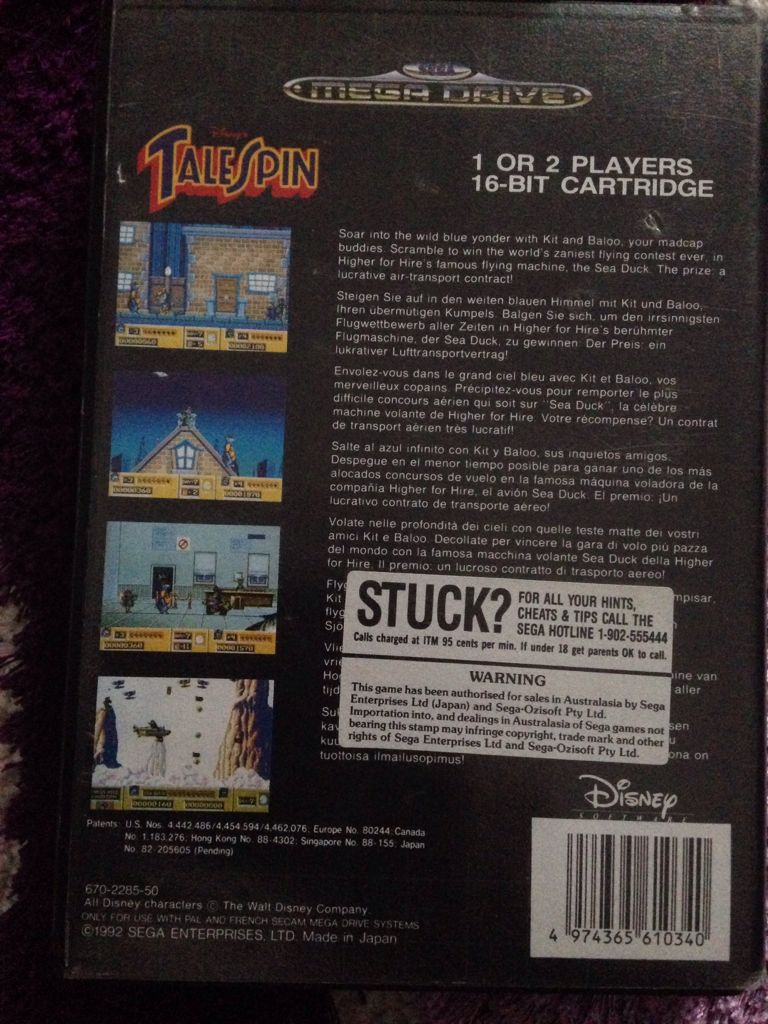 SEGA
MEGA DRIVE
Disney's
TALESPIN
1 OR 2 PLAYERS
16-BIT CARTRIDGE
Soar into the wild blue yonder with Kit and Baloo, your madcap
buddies. Scramble to win the world's zaniest flying contest ever, in
Higher for Hire's famous flying machine, the Sea Duck. The prize: a
lucrative air-transport contract!
Steigen Sie auf in den weiten blauen Himmel mit Kit und Baloo,
Ihren übermütigen Kumpels. Balgen Sie sich, um den irrsinnigsten
Flugwettbewerb aller Zeiten in Higher for Hire's berühmter
Flugmaschine, der Sea Duck, zu gewinnen. Der Preis: ein
lukrativer Lufttransportvertrag!
Envolez-vous dans le grand ciel bleu avec Kit et Baloo, vos
merveilleux copains. Précipitez-vous pour remporter le plus
difficile concours aérien qui soit sur "Sea Duck", la célèbre
machine volante de Higher for Hire. Votre récompense? Un contrat
de transport aérien très lucratif!
Salte al azul infinito con Kit y Baloo, sus inquietos amigos.
Despegue en el menor tiempo posible para ganar uno de los más
alocados concursos de vuelo en la famosa máquina voladora de la
compañía Higher for Hire, el avión Sea Duck. El premio: ¡Un
lucrativo contrato de transporte aéreo!
Volate nelle profondità dei cieli con quelle teste matte dei vostri
amici Kit e Baloo. Decollate per vincere la gara di volo più pazza
del mondo con la famosa macchina volante Sea Duck della Higher
for Hire. Il premio: un lucroso contratto di trasporto aereo!
STUCK?
FOR ALL YOUR HINTS,
CHEATS & TIPS CALL THE
SEGA HOTLINE 1-902-555444
Calls charged at ITM 95 cents per min. If under 18 get parents OK to call.
WARNING
This game has been authorised for sales in Australasia by Sega
Enterprises Ltd (Japan) and Sega-Ozisoft Pty Ltd.
Importation into, and dealings in Australasia of Sega games not
bearing this stamp may infringe copyright, trade mark and other
rights of Sega Enterprises Ltd and Sega-Ozisoft Pty Ltd.
tuottoisa ilmailusopimus!
Disney
SOFTWARE
Patents: U.S. Nos. 4,442,486/4,454,594/4,462,076; Europe No. 80244; Canada
No. 1,183,276; Hong Kong No. 88-4302; Singapore No. 88-155; Japan
No. 82-205605 (Pending)
670-2285-50
All Disney characters © The Walt Disney Company.
ONLY FOR USE WITH PAL AND FRENCH SECAM MEGA DRIVE SYSTEMS
©1992 SEGA ENTERPRISES, LTD. Made in Japan
4 974365 610340